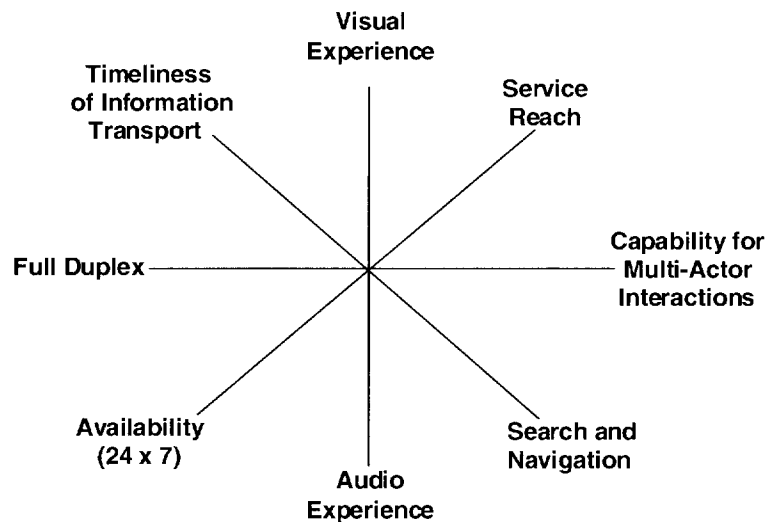 Visual
Experience
Timeliness
of Information
Transport
Service
Reach
Full Duplex
Capability for
Multi-Actor
Interactions
Availability
(24 x 7)
Search and
Navigation
Audio
Experience